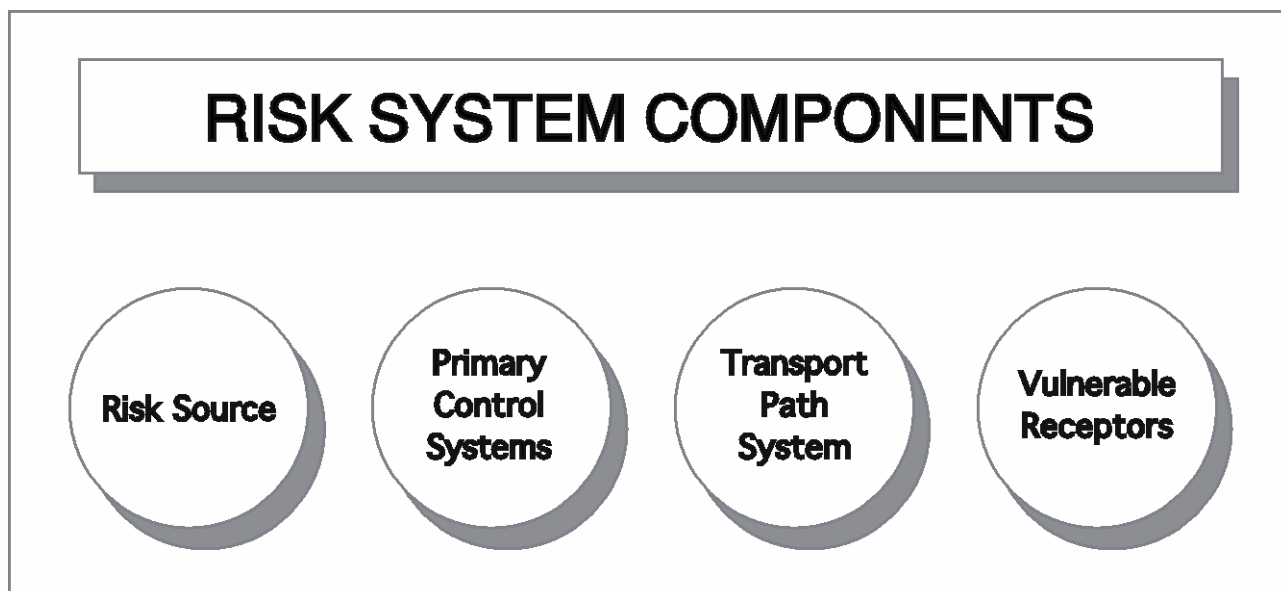 RISK SYSTEM COMPONENTS
Risk Source
Primary
Control
Systems
Transport
Path
System
Vulnerable
Receptors